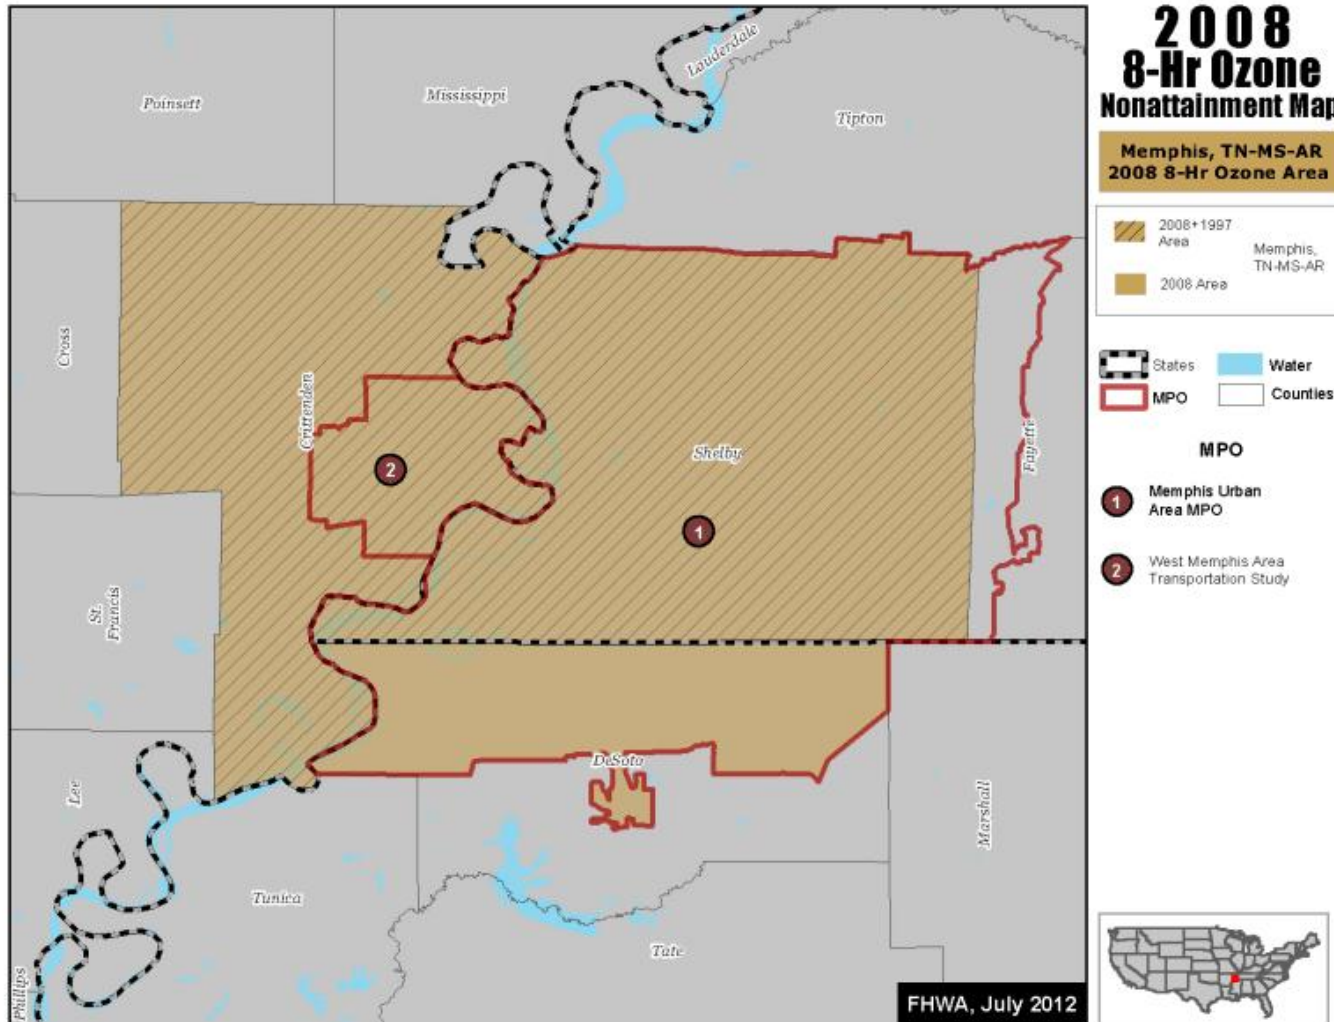 2008
8-Hr Ozone
Nonattainment Map
Memphis, TN-MS-AR
2008 8-Hr Ozone Area
2008+1997
Area
Memphis,
TN-MS-AR
2008 Area
States
Water
MPO
Counties
MPO
1
Memphis Urban
Area MPO
2
West Memphis Area
Transportation Study
Poinsett
Mississippi
Lauderdale
Tipton
Cross
Crittenden
Shelby
Fayette
2
1
St.
Francis
DeSoto
Lee
Marshall
Tunica
Tate
Phillips
FHWA, July 2012